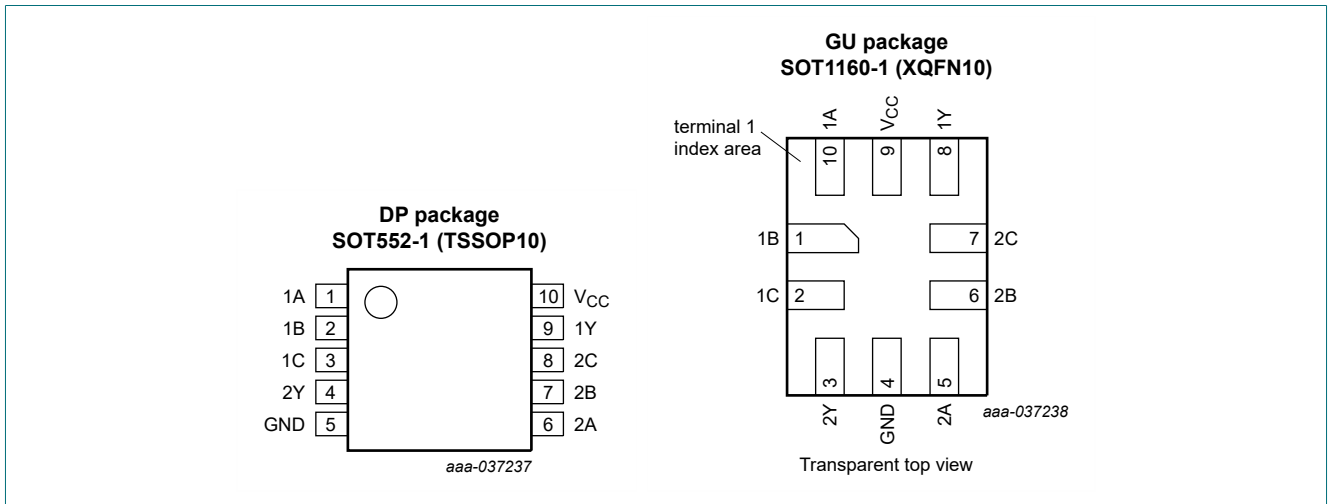 DP package
SOT552-1 (TSSOP10)
1A 1 10 VCC
1B 2 9 1Y
1C 3 8 2C
2Y 4 7 2B
GND 5 6 2A
aaa-037237
GU package
SOT1160-1 (XQFN10)
terminal 1
index area
1A VCC 1Y
10 9 8
1B 1 7 2C
1C 2 6 2B
3 4 5
2Y GND 2A
aaa-037238
Transparent top view